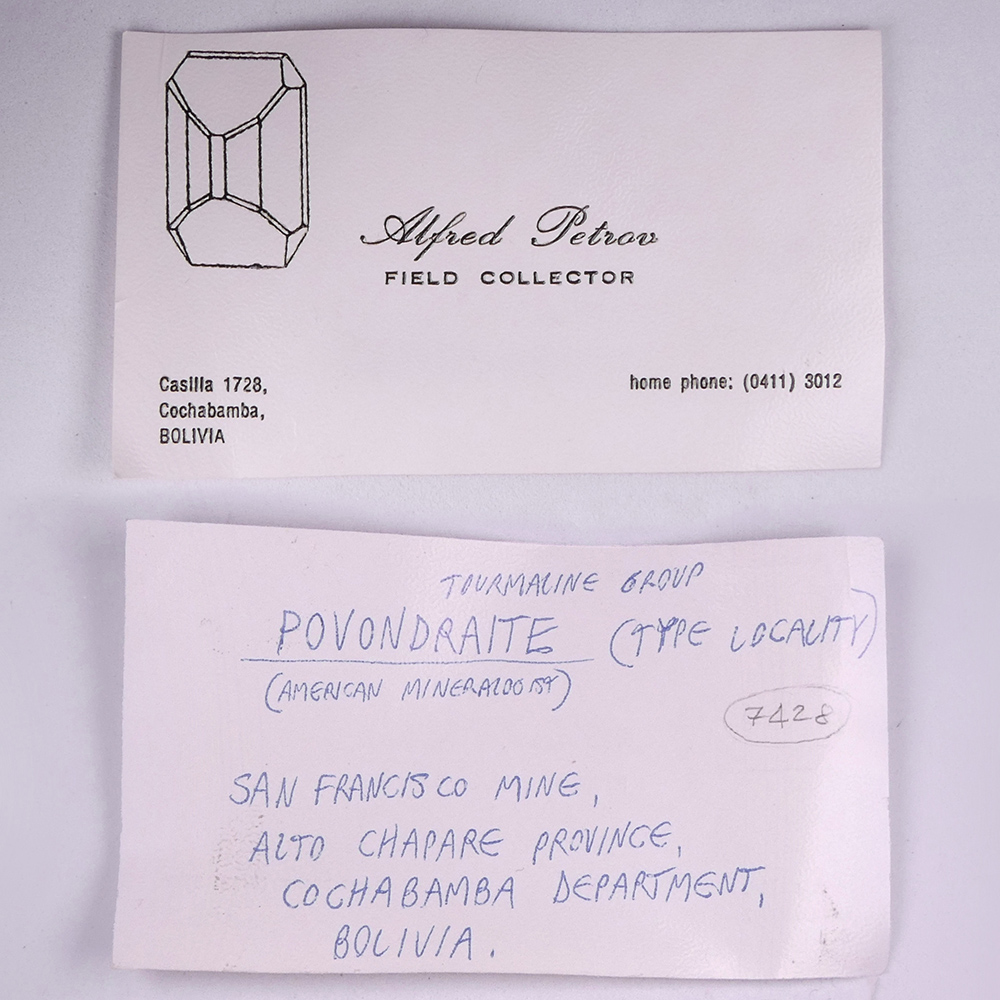 Alfred Petrov
FIELD COLLECTOR
Casilla 1728,
Cochabamba,
BOLIVIA
home phone: (0411) 3012
TOURMALINE GROUP
POVONDRAITE (TYPE LOCALITY)
(AMERICAN MINERALOGIST)
7428
SAN FRANCISCO MINE,
ALTO CHAPARE PROVINCE,
COCHABAMBA DEPARTMENT,
BOLIVIA.